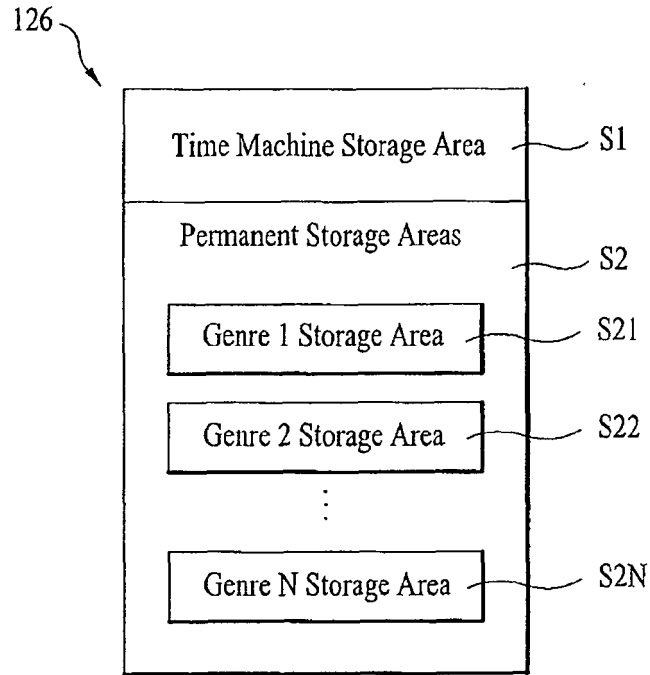 126
Time Machine Storage Area
S1
Permanent Storage Areas
S2
Genre 1 Storage Area
S21
Genre 2 Storage Area
S22
⋮
Genre N Storage Area
S2N